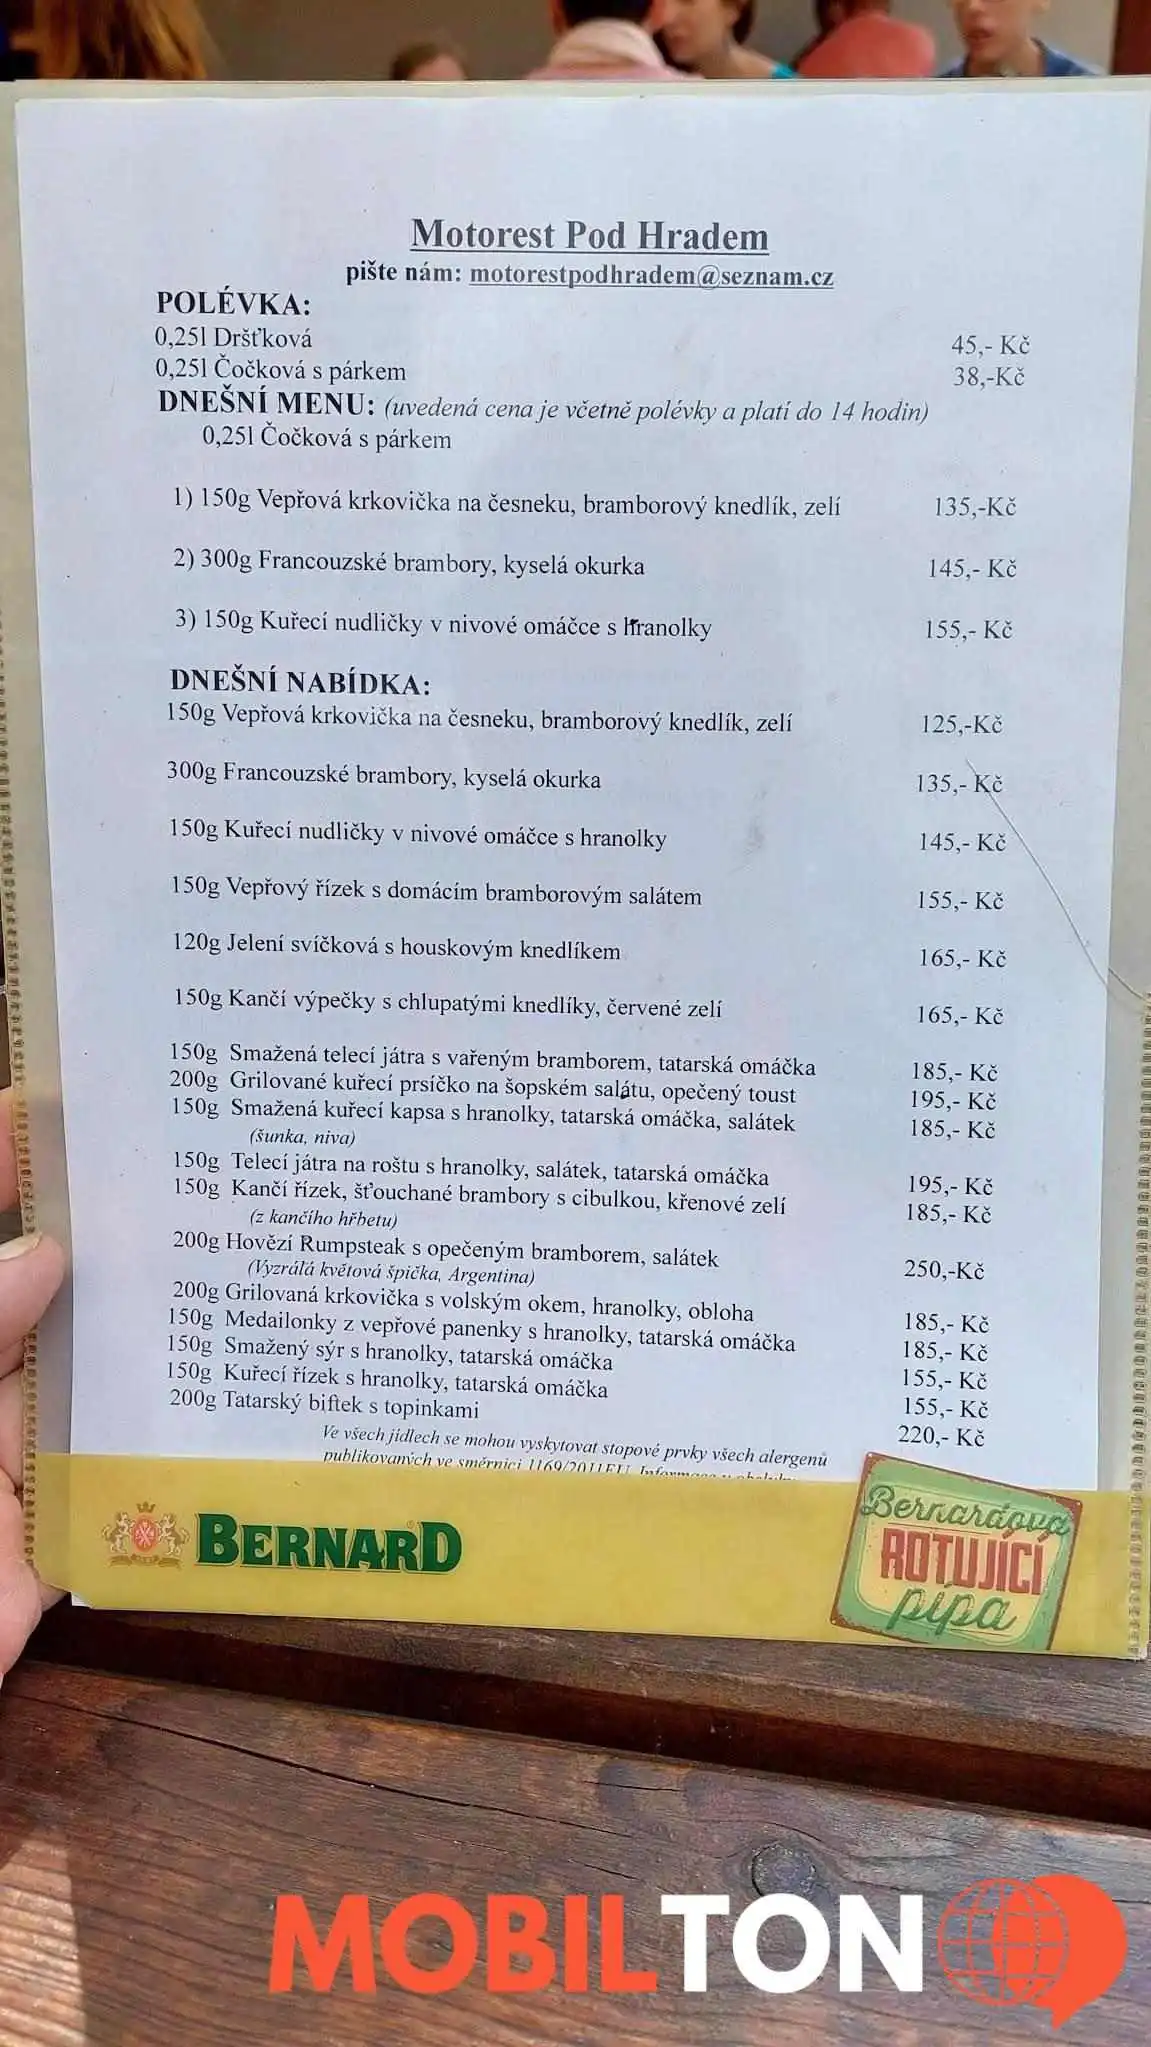 Motorest Pod Hradem
pište nám: motorestpodhradem@seznam.cz
POLÉVKA:
0,25l Dršťková 45,- Kč
0,25l Čočková s párkem 38,-Kč
DNEŠNÍ MENU: (uvedená cena je včetně polévky a platí do 14 hodin)
0,25l Čočková s párkem
1) 150g Vepřová krkovička na česneku, bramborový knedlík, zelí 135,-Kč
2) 300g Francouzské brambory, kyselá okurka 145,- Kč
3) 150g Kuřecí nudličky v nivové omáčce s hranolky 155,- Kč
DNEŠNÍ NABÍDKA:
150g Vepřová krkovička na česneku, bramborový knedlík, zelí 125,-Kč
300g Francouzské brambory, kyselá okurka 135,- Kč
150g Kuřecí nudličky v nivové omáčce s hranolky 145,- Kč
150g Vepřový řízek s domácím bramborovým salátem 155,- Kč
120g Jelení svíčková s houskovým knedlíkem 165,- Kč
150g Kančí výpečky s chlupatými knedlíky, červené zelí 165,- Kč
150g Smažená telecí játra s vařeným bramborem, tatarská omáčka 185,- Kč
200g Grilované kuřecí prsíčko na šopském salátu, opečený toust 195,- Kč
150g Smažená kuřecí kapsa s hranolky, tatarská omáčka, salátek 185,- Kč
(šunka, niva)
150g Telecí játra na roštu s hranolky, salátek, tatarská omáčka 195,- Kč
150g Kančí řízek, šťouchané brambory s cibulkou, křenové zelí 185,- Kč
(z kančího hřbetu)
200g Hovězí Rumpsteak s opečeným bramborem, salátek 250,-Kč
(Vyzrálá květová špička, Argentina)
200g Grilovaná krkovička s volským okem, hranolky, obloha 185,- Kč
150g Medailonky z vepřové panenky s hranolky, tatarská omáčka 185,- Kč
150g Smažený sýr s hranolky, tatarská omáčka 155,- Kč
150g Kuřecí řízek s hranolky, tatarská omáčka 155,- Kč
200g Tatarský biftek s topinkami 220,- Kč
Ve všech jídlech se mohou vyskytovat stopové prvky všech alergenů
publikovaných ve směrnici 1169/2011EU.
BERNARD
Bernardova
ROTUJÍCÍ
pípa
MOBILTON